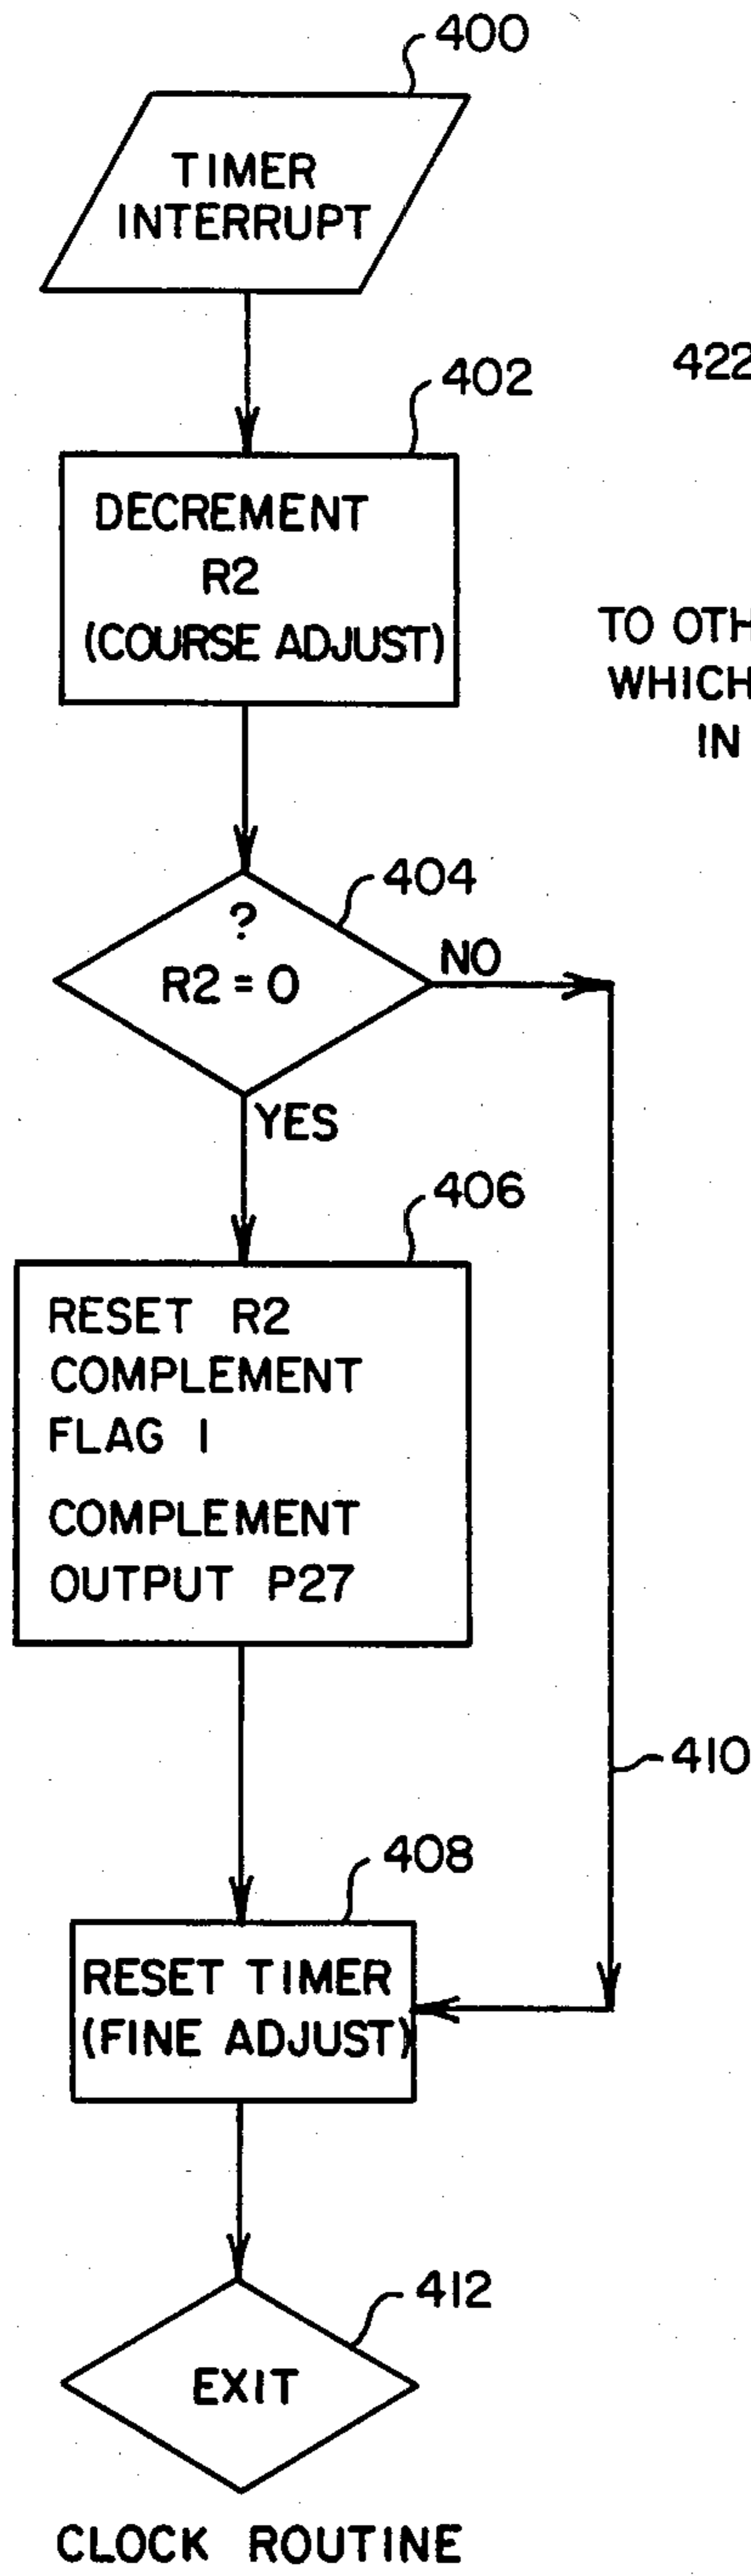 400
TIMER
INTERRUPT
402
422
DECREMENT
R2
(COURSE ADJUST)
TO OTH
WHICH
IN
404
?
R2 = 0
NO
YES
406
RESET R2
COMPLEMENT
FLAG 1
COMPLEMENT
OUTPUT P27
410
408
RESET TIMER
(FINE ADJUST)
412
EXIT
CLOCK ROUTINE